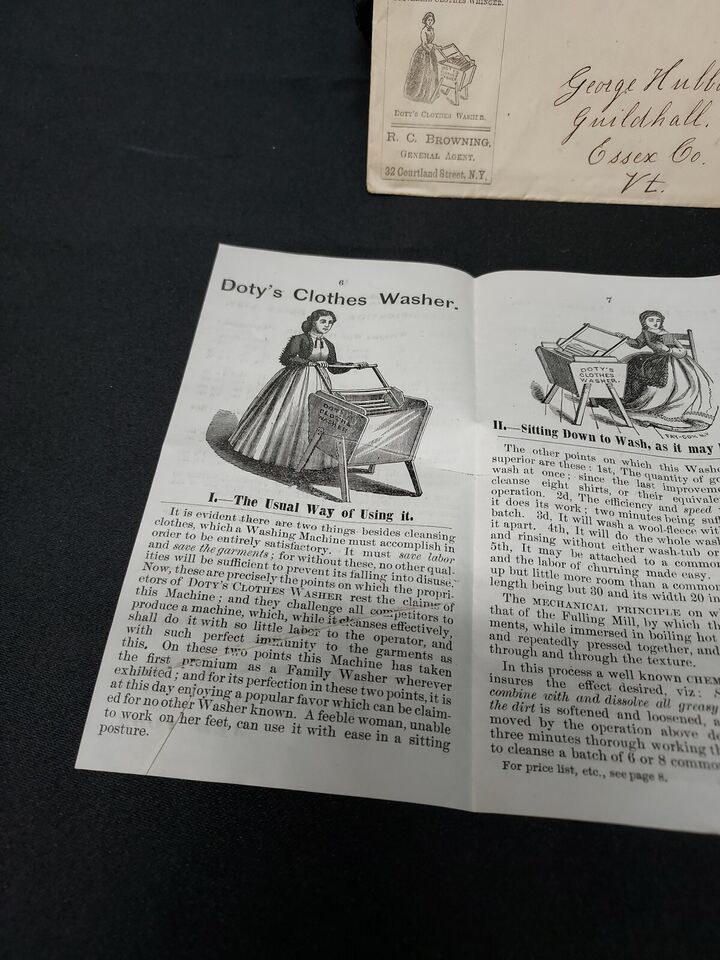 CLOTHES WRINGER.
DOTY'S CLOTHES WASHER.
R. C. BROWNING,
GENERAL AGENT,
32 Courtland Street, N.Y.
George Hubb
Guildhall.
Essex Co.
Vt.
6
Doty's Clothes Washer.
DOTY'S
CLOTHES
WASHER
I.—The Usual Way of Using it.
It is evident there are two things besides cleansing
clothes, which a Washing Machine must accomplish in
order to be entirely satisfactory. It must save labor
and save the garments; for without these, no other qual-
ities will be sufficient to prevent its falling into disuse.
Now, these are precisely the points on which the propri-
etors of DOTY'S CLOTHES WASHER rest the claims of
this Machine; and they challenge all competitors to
produce a machine, which, while it cleanses effectively,
shall do it with so little labor to the operator, and
with such perfect immunity to the garments as
this. On these two points this Machine has taken
the first premium as a Family Washer wherever
exhibited; and for its perfection in these two points, it is
at this day enjoying a popular favor which can be claim-
ed for no other Washer known. A feeble woman, unable
to work on her feet, can use it with ease in a sitting
posture.
7
DOTY'S
CLOTHES
WASHER.
II.—Sitting Down to Wash, as it may
The other points on which this Wash
superior are these: 1st, The quantity of
wash at once; since the last improvem
cleanse eight shirts, or their equivale
operation. 2d, The efficiency and speed
it does its work; two minutes being suf
batch. 3d, It will wash a wool-fleece with
it apart. 4th, It will do the whole wash
and rinsing without either wash-tub or
5th, It may be attached to a common
and the labor of churning made easy.
up but little more room than a common
length being but 30 and its width 20 in
The MECHANICAL PRINCIPLE on w
that of the Fulling Mill, by which th
ments, while immersed in boiling hot
and repeatedly pressed together, and
through and through the texture.
In this process a well known CHEM
insures the effect desired, viz: S
combine with and dissolve all greasy
the dirt is softened and loosened,
moved by the operation above de
three minutes thorough working th
to cleanse a batch of 6 or 8 commo
For price list, etc., see page 8.